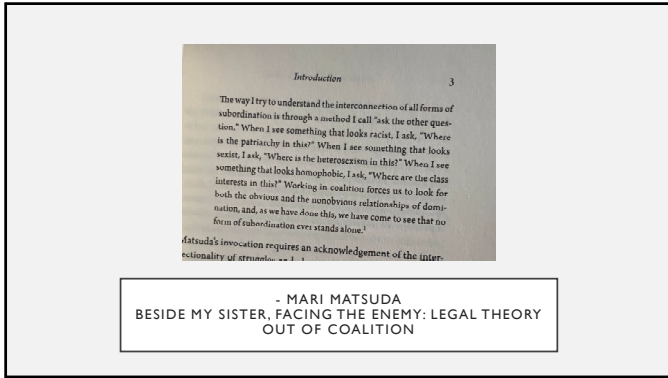 Introduction 3
The way I try to understand the interconnection of all forms of
subordination is through a method I call "ask the other ques-
tion." When I see something that looks racist, I ask, "Where
is the patriarchy in this?" When I see something that looks
sexist, I ask, "Where is the heterosexism in this?" When I see
something that looks homophobic, I ask, "Where are the class
interests in this?" Working in coalition forces us to look for
both the obvious and the nonobvious relationships of domi-
nation, and, as we have done this, we have come to see that no
form of subordination ever stands alone.¹
Matsuda's invocation requires an acknowledgement of the inter-
ectionality of struggles
- MARI MATSUDA
BESIDE MY SISTER, FACING THE ENEMY: LEGAL THEORY
OUT OF COALITION